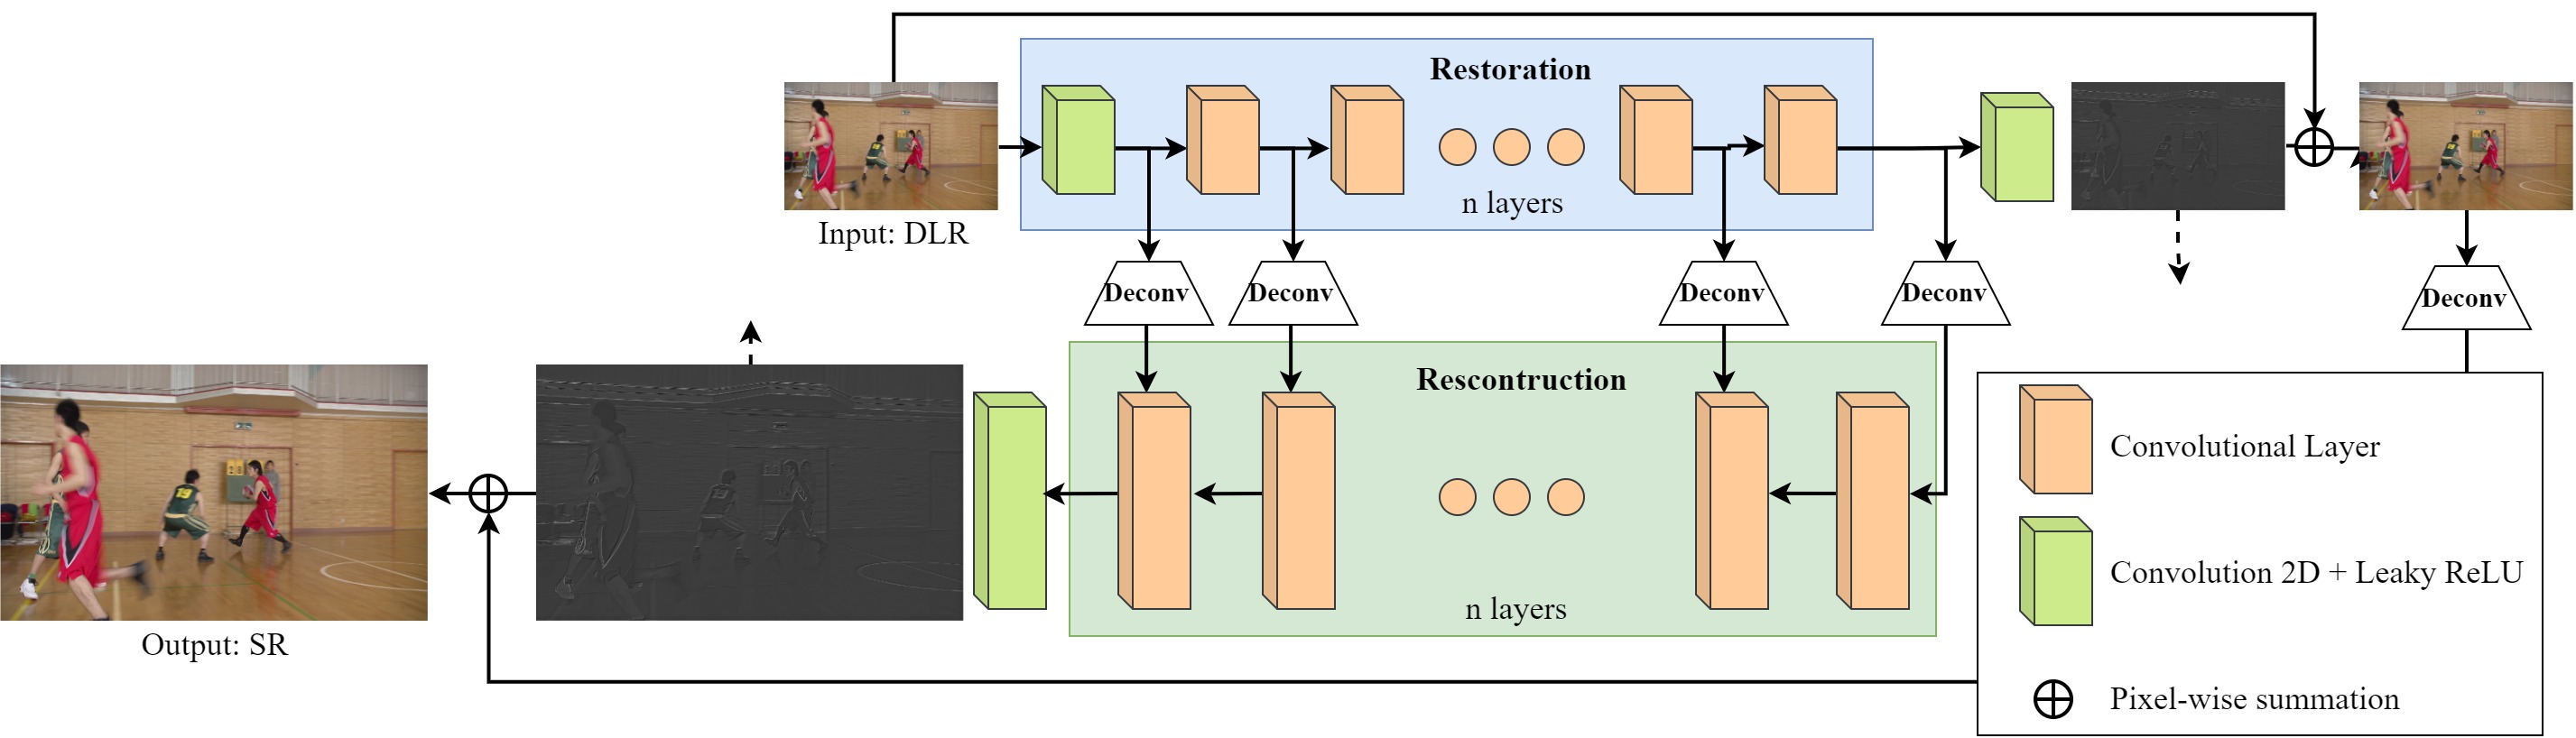 Restoration
n layers
Input: DLR
Deconv
Deconv
Deconv
Deconv
Deconv
Rescontruction
n layers
Output: SR
Convolutional Layer
Convolution 2D + Leaky ReLU
Pixel-wise summation